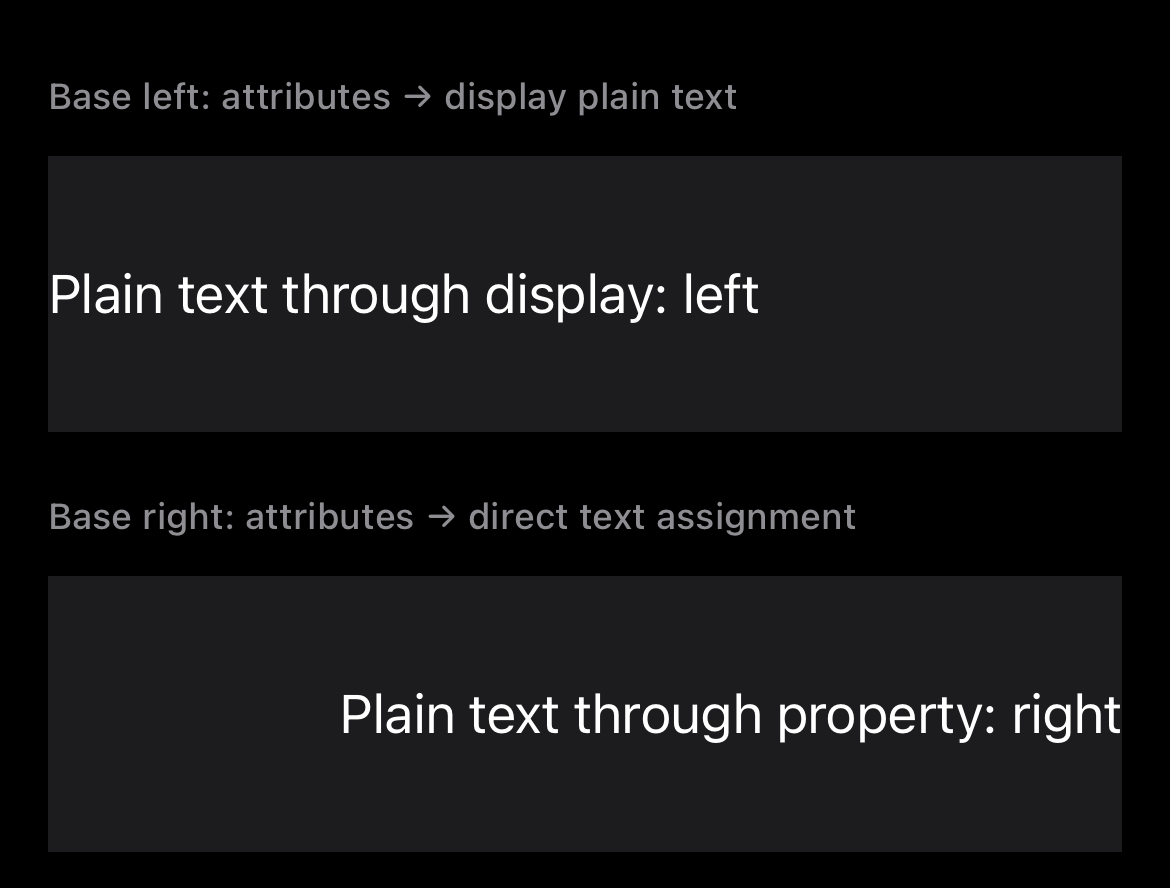 Base left: attributes → display plain text
Plain text through display: left
Base right: attributes → direct text assignment
Plain text through property: right